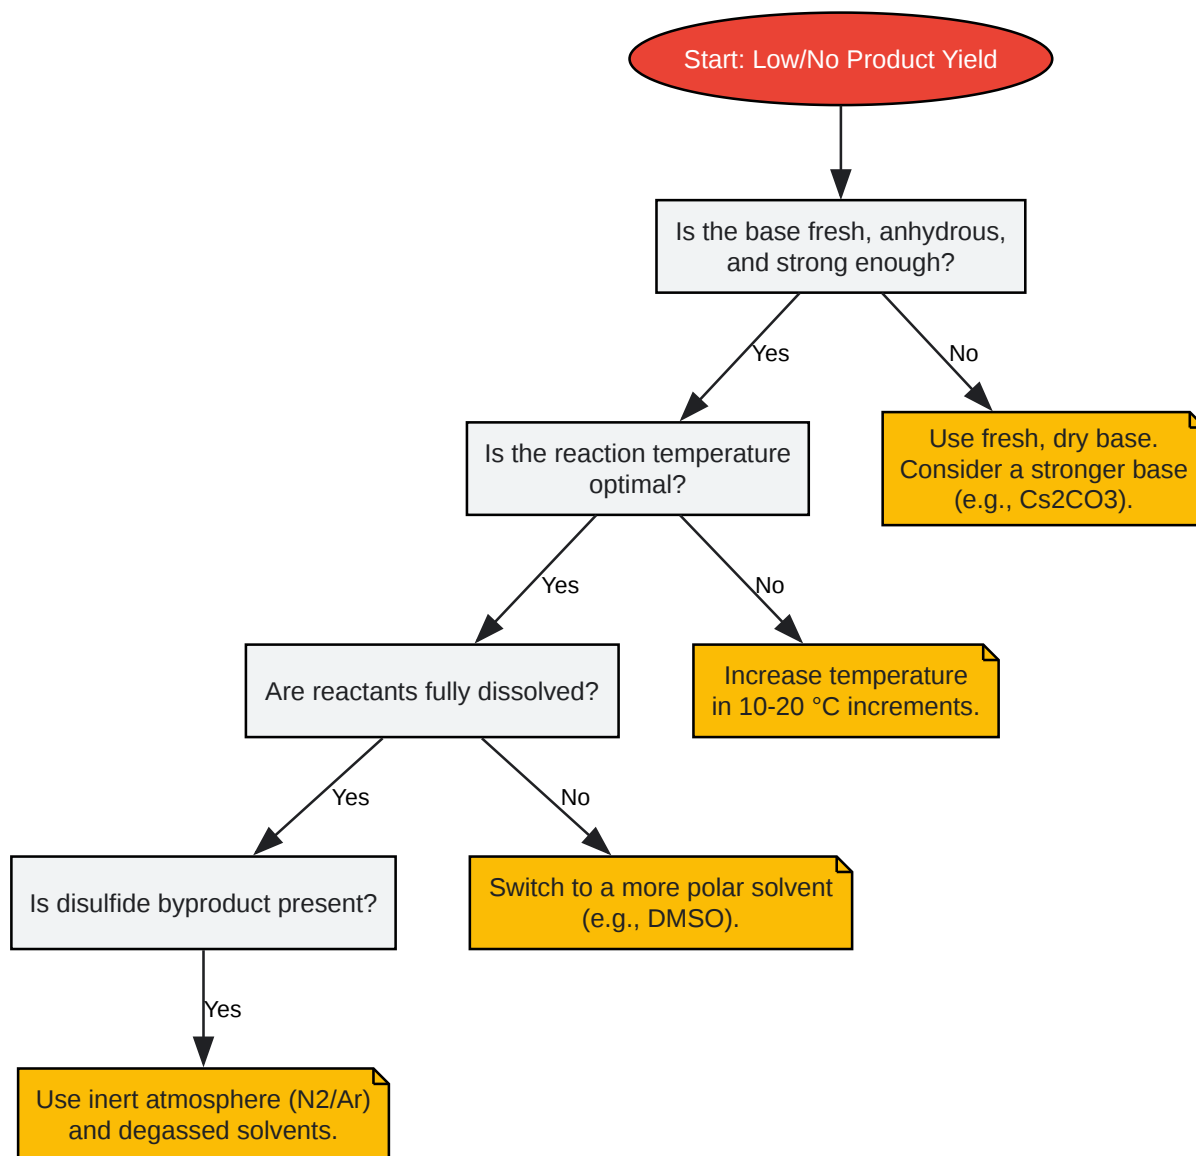 Start: Low/No Product Yield
Is the base fresh, anhydrous,
and strong enough?
Yes
No
Is the reaction temperature
optimal?
Use fresh, dry base.
Consider a stronger base
(e.g., Cs2CO3).
Yes
No
Are reactants fully dissolved?
Increase temperature
in 10-20 °C increments.
Yes
No
Is disulfide byproduct present?
Switch to a more polar solvent
(e.g., DMSO).
Yes
Use inert atmosphere (N2/Ar)
and degassed solvents.